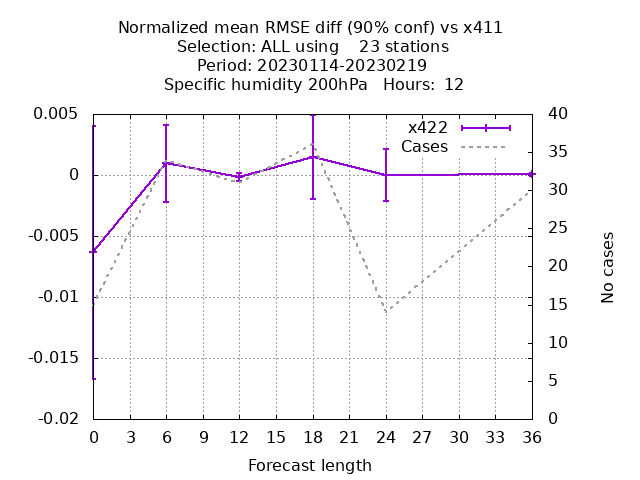 Normalized mean RMSE diff (90% conf) vs x411
Selection: ALL using    23 stations
Period: 20230114-20230219
Specific humidity 200hPa   Hours:  12
0.005
0
-0.005
-0.01
-0.015
-0.02
x422
Cases
40
35
30
25
20
15
10
5
0
No cases
0 3 6 9 12 15 18 21 24 27 30 33 36
Forecast length